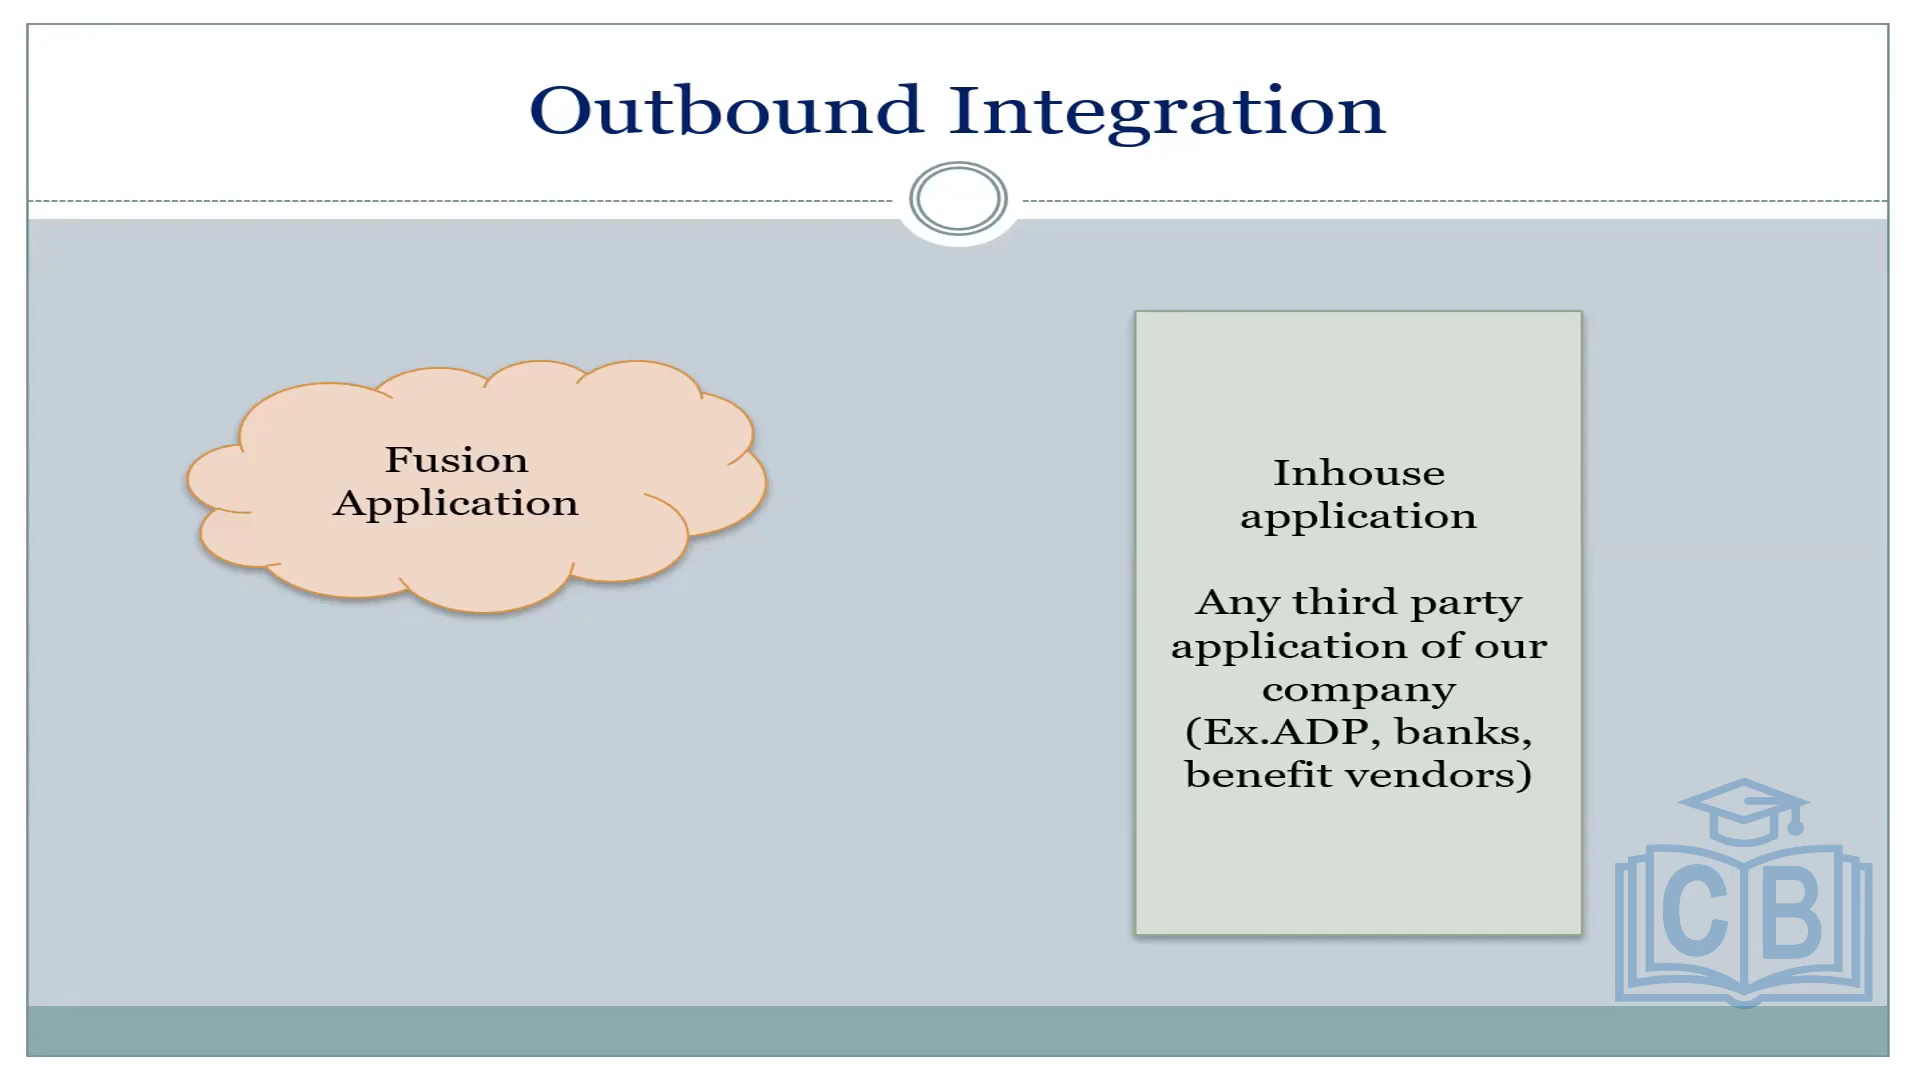 Outbound Integration
Fusion
Application
Inhouse
application
Any third party
application of our
company
(Ex.ADP, banks,
benefit vendors)
CB